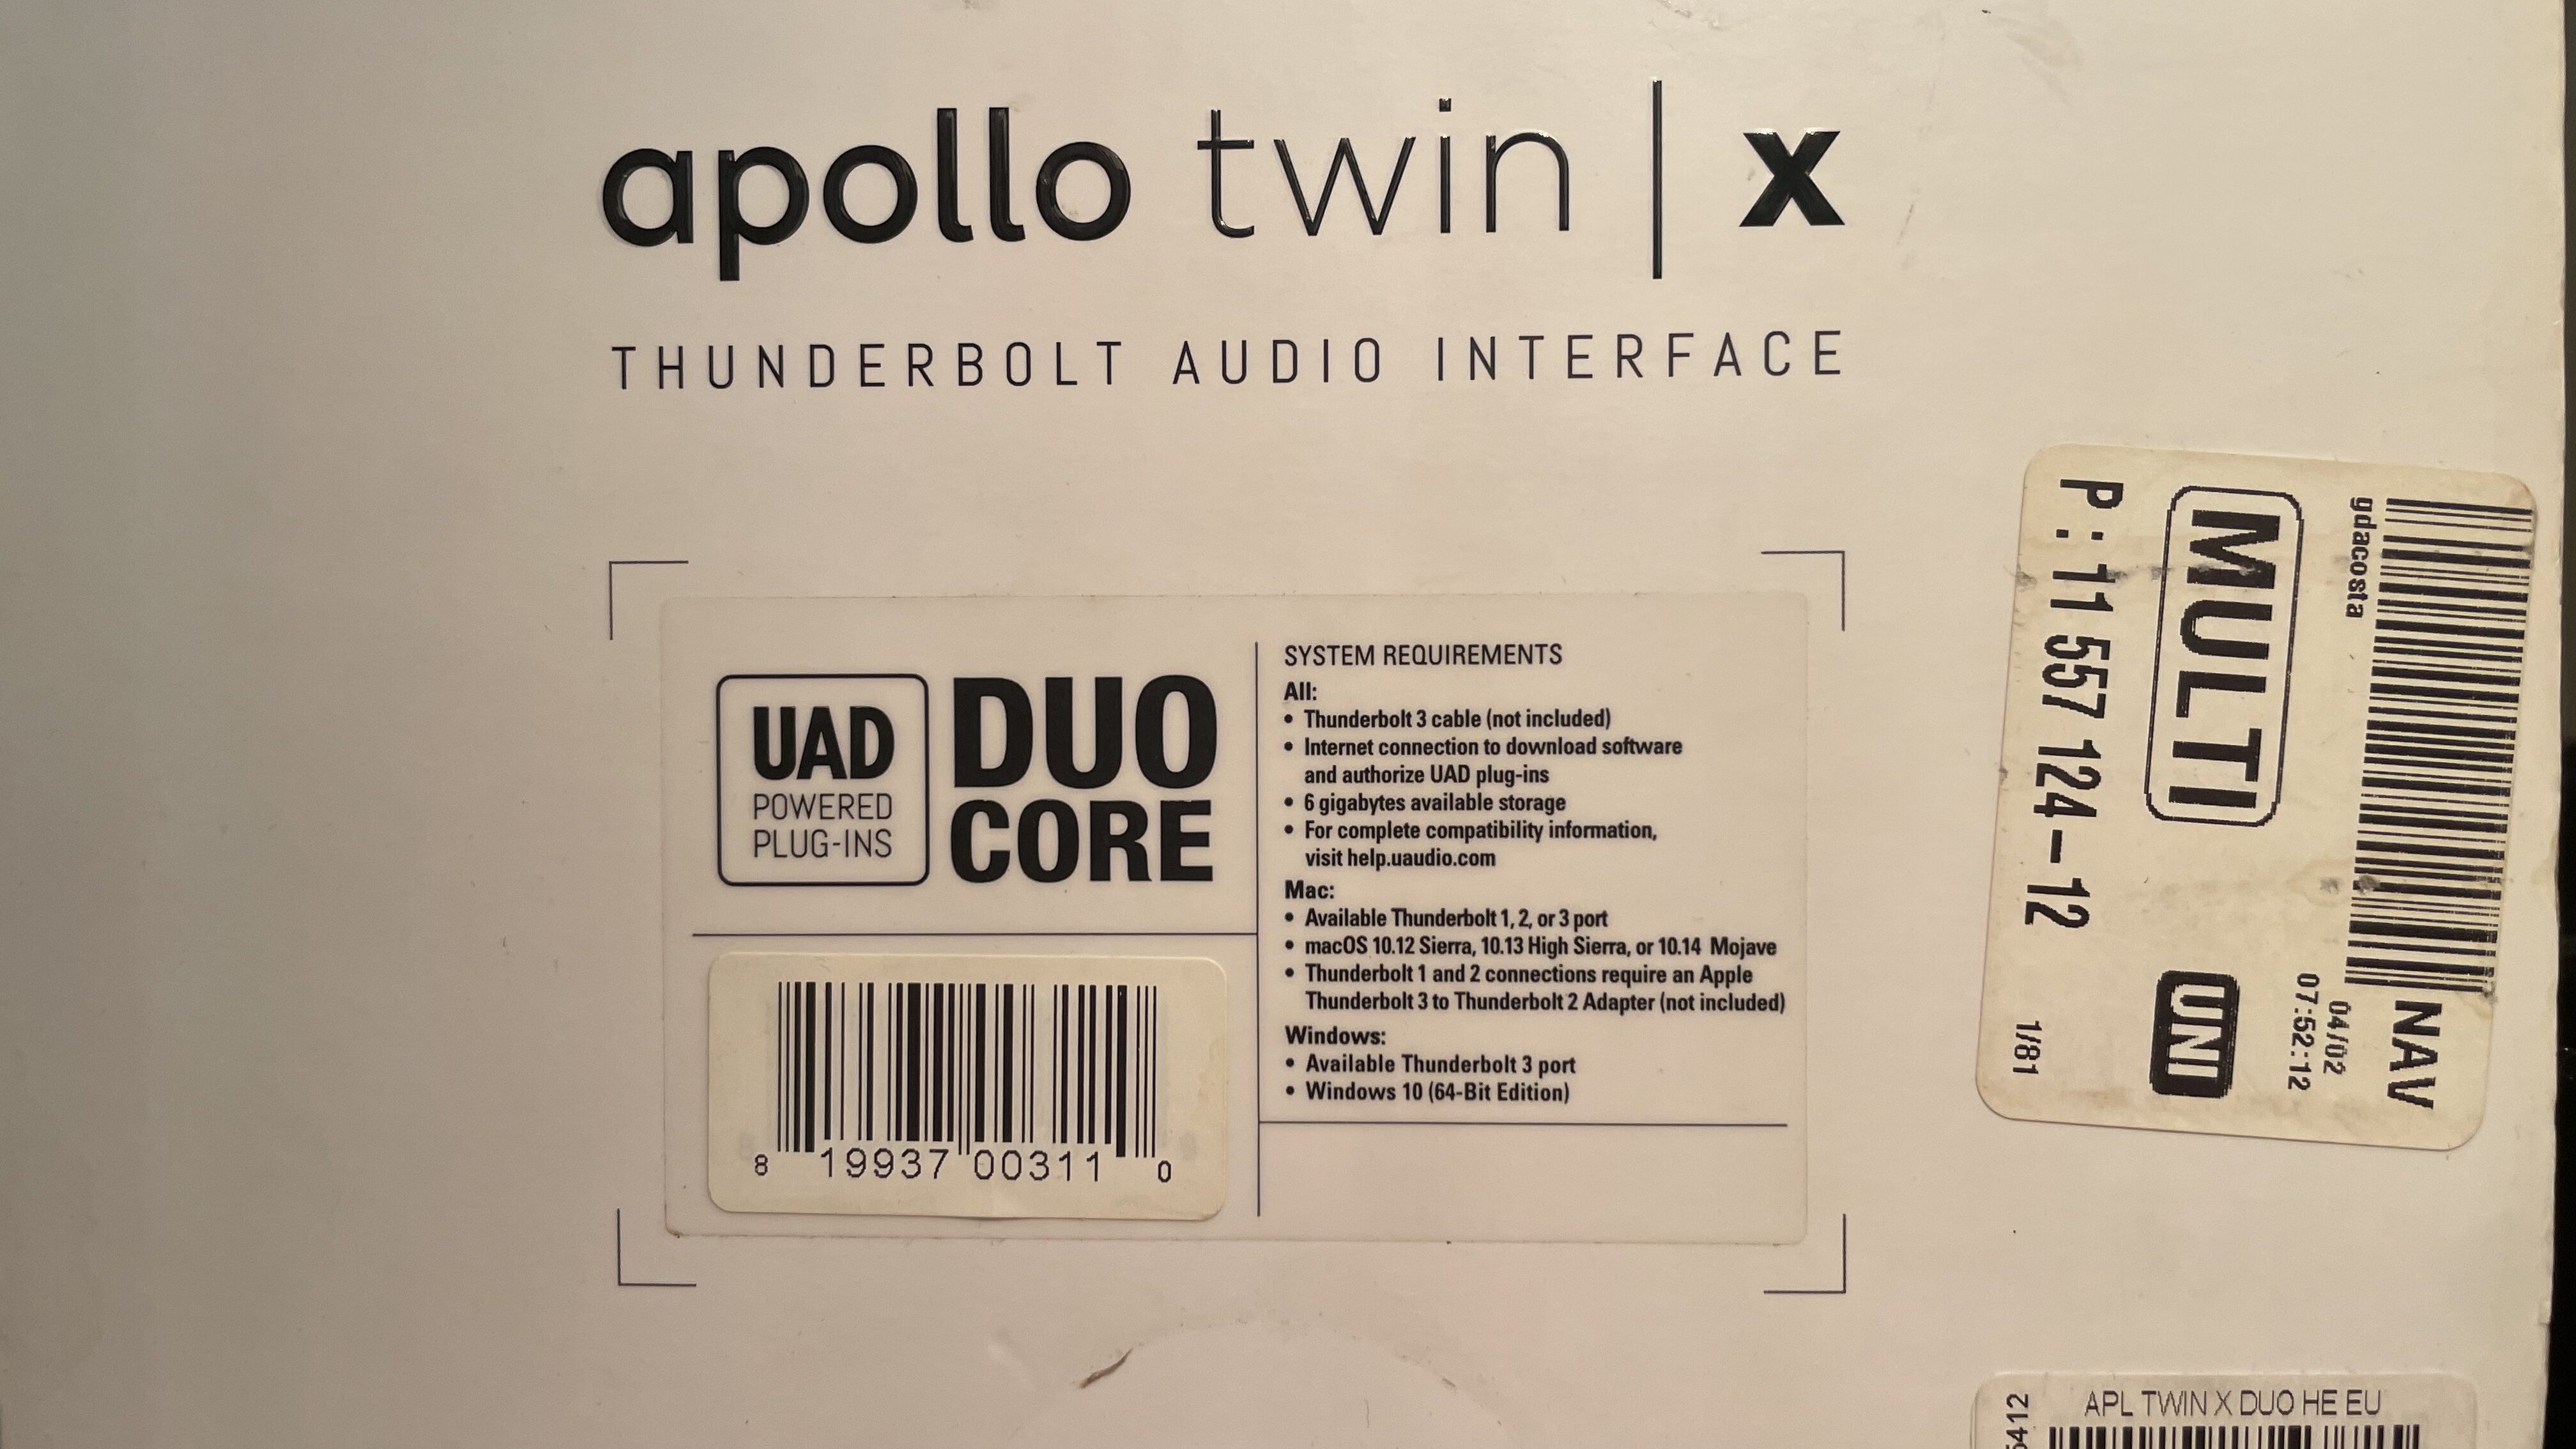 apollo twin | x
THUNDERBOLT AUDIO INTERFACE
UAD
POWERED
PLUG-INS
DUO
CORE
8 19937 00311 0
SYSTEM REQUIREMENTS
All:
• Thunderbolt 3 cable (not included)
• Internet connection to download software
and authorize UAD plug-ins
• 6 gigabytes available storage
• For complete compatibility information,
visit help.uaudio.com
Mac:
• Available Thunderbolt 1, 2, or 3 port
• macOS 10.12 Sierra, 10.13 High Sierra, or 10.14 Mojave
• Thunderbolt 1 and 2 connections require an Apple
Thunderbolt 3 to Thunderbolt 2 Adapter (not included)
Windows:
• Available Thunderbolt 3 port
• Windows 10 (64-Bit Edition)
NAV
gdacosta
04/02
07:52:12
MULTI
UNI
P:11 557 124-12
1/81
APL TWIN X DUO HE EU